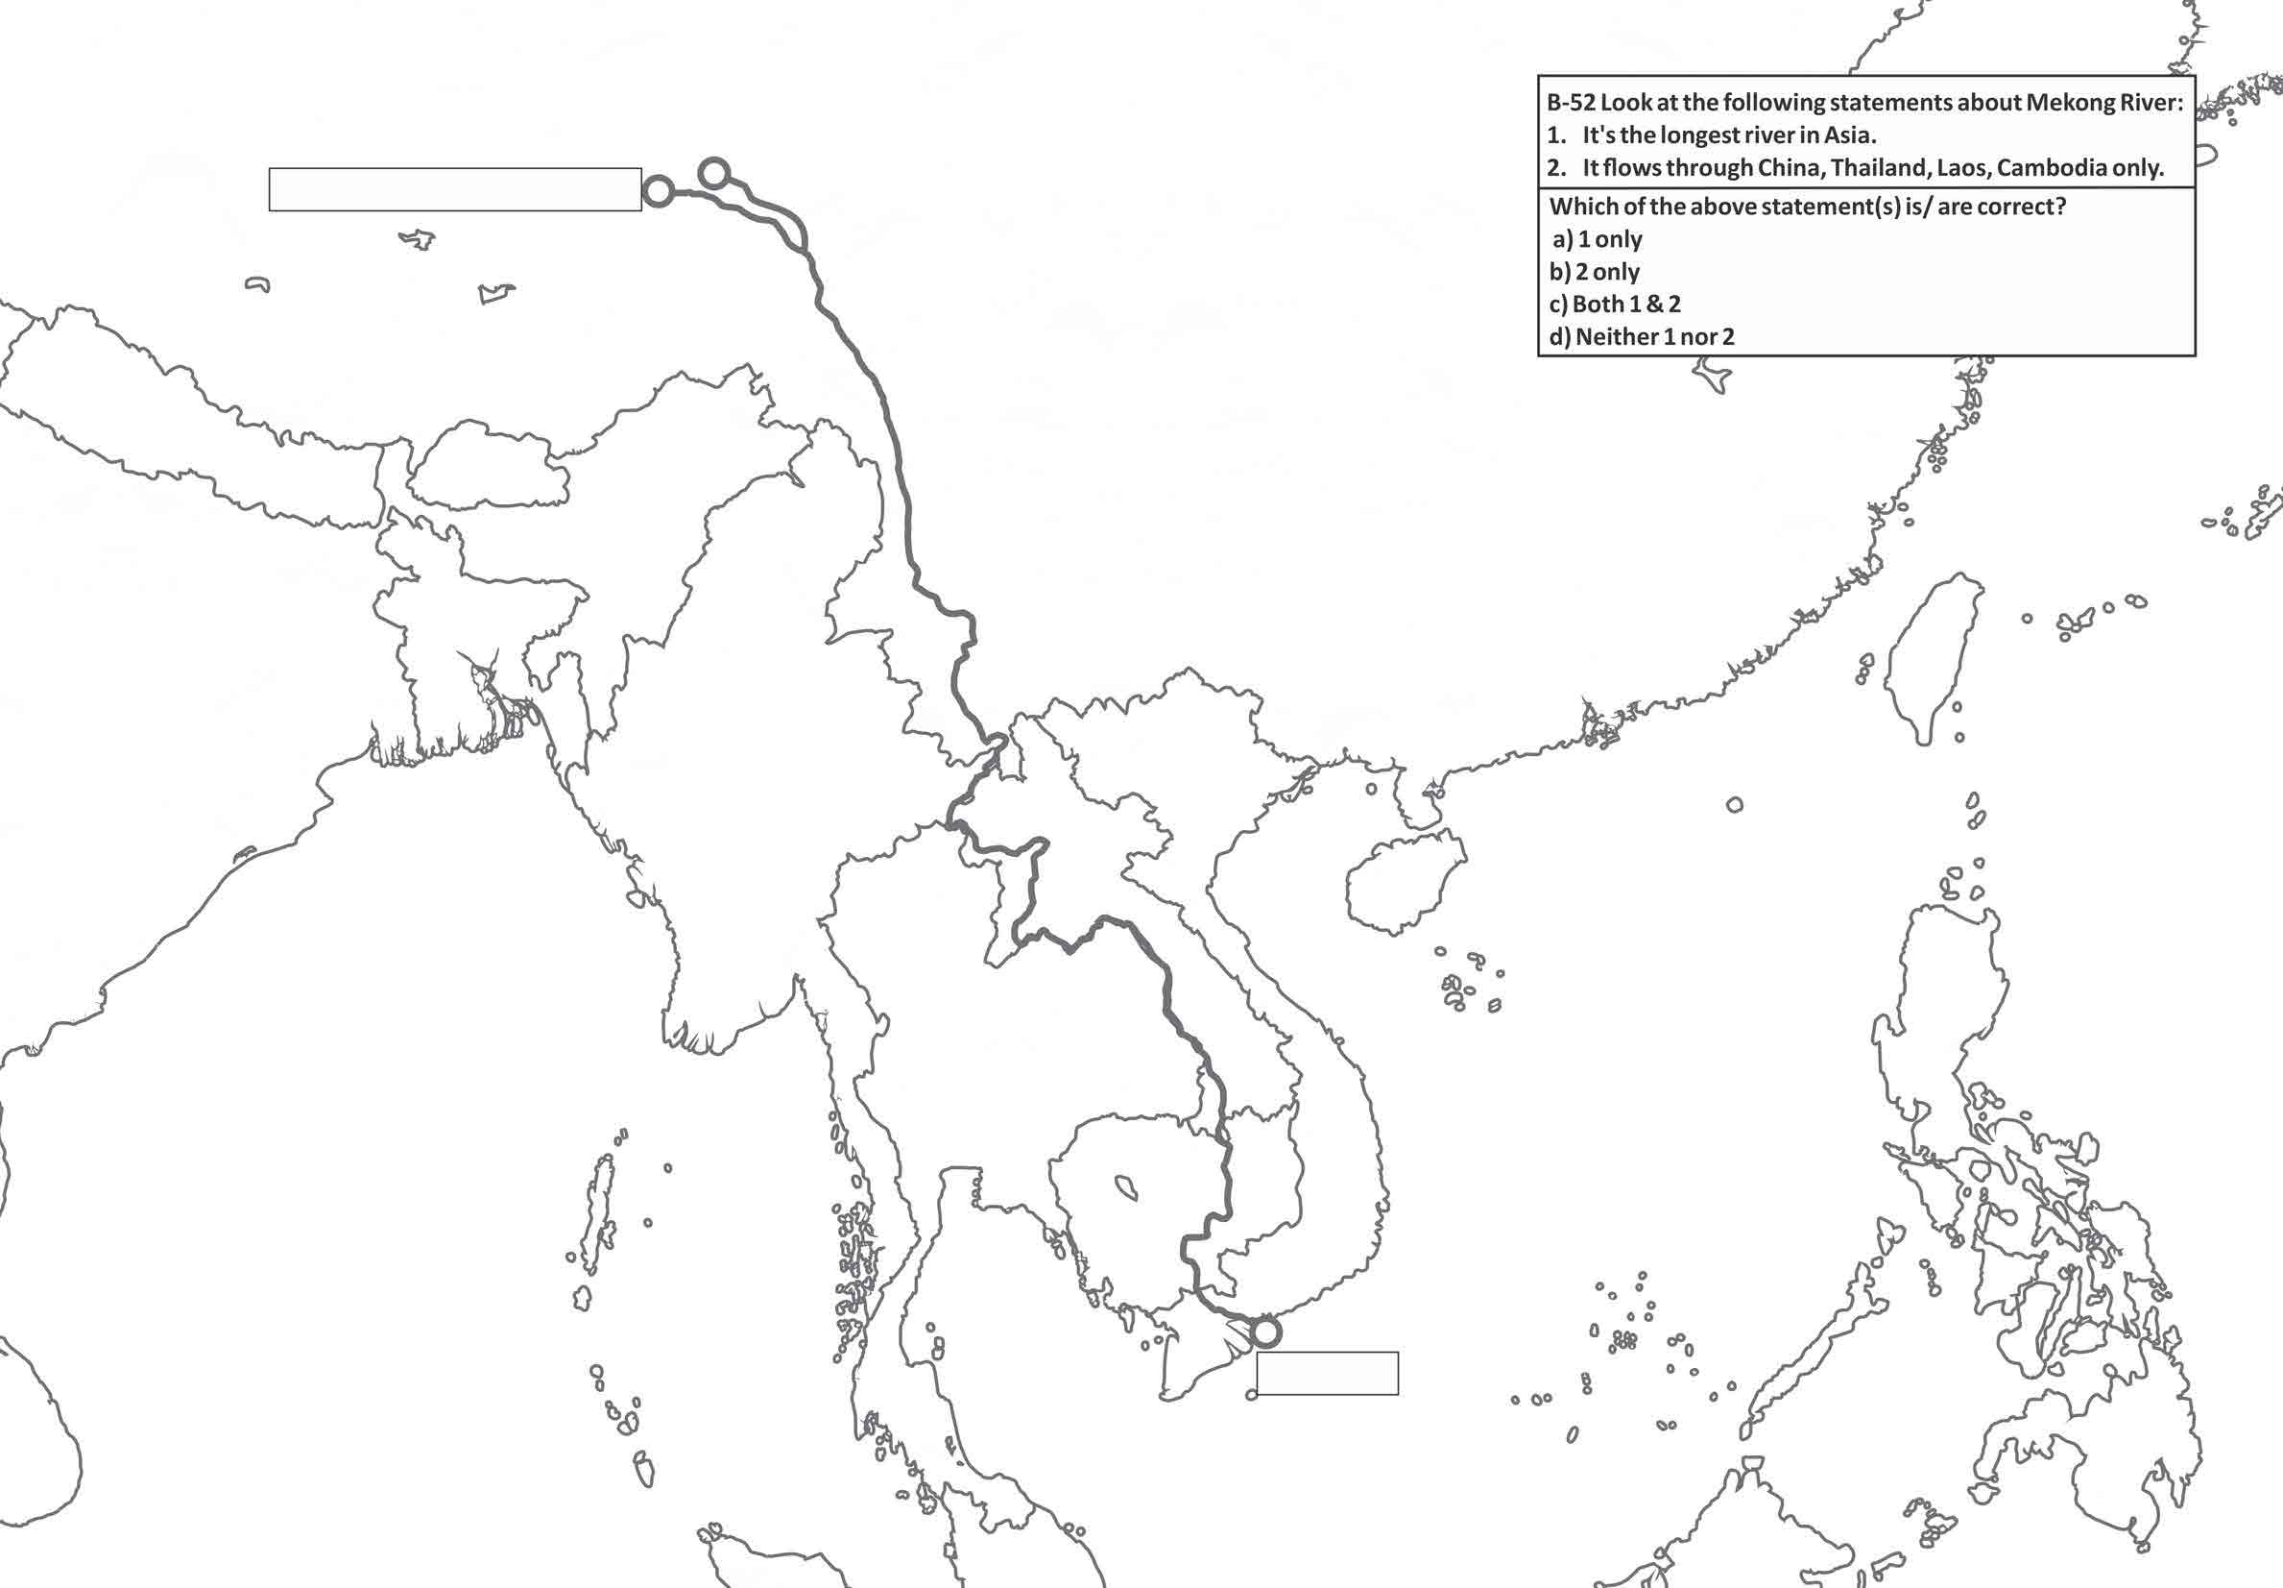 B-52 Look at the following statements about Mekong River:
1. It's the longest river in Asia.
2. It flows through China, Thailand, Laos, Cambodia only.
Which of the above statement(s) is/ are correct?
a) 1 only
b) 2 only
c) Both 1 & 2
d) Neither 1 nor 2